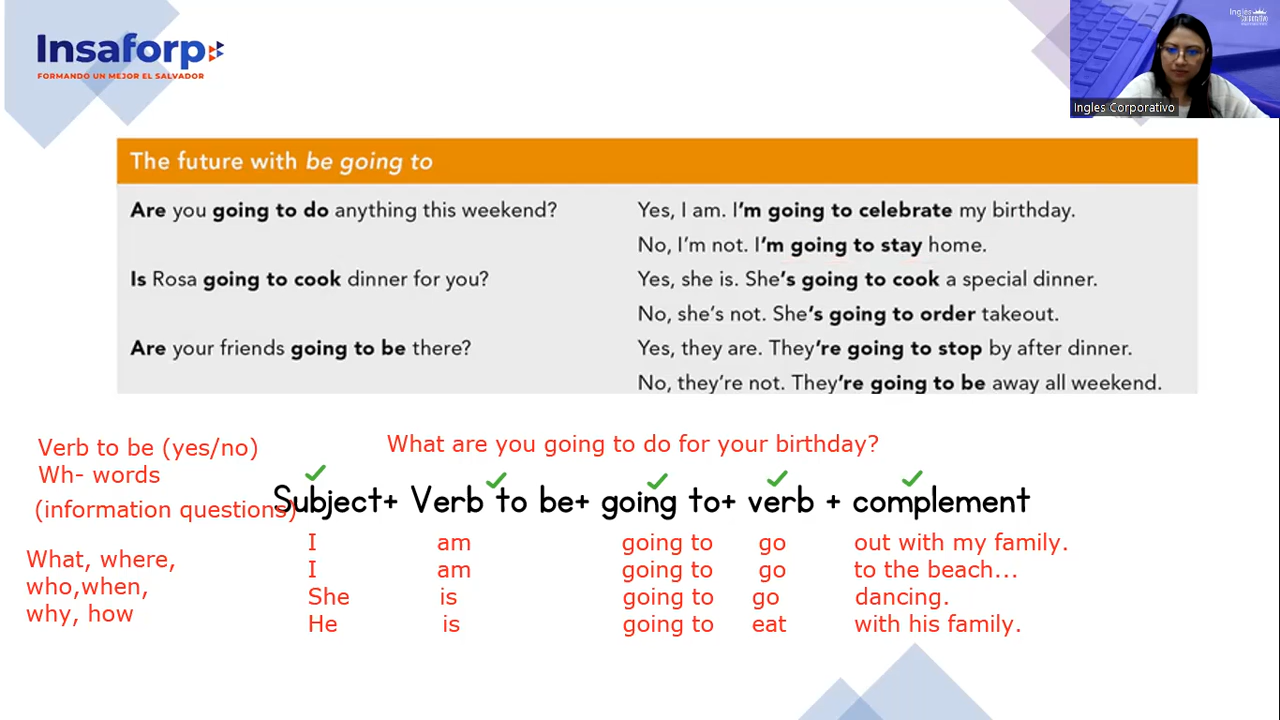 Insaforp
FORMANDO UN MEJOR EL SALVADOR
Ingles
corporativo
Ingles Corporativo
The future with be going to
Are you going to do anything this weekend?
Yes, I am. I'm going to celebrate my birthday.
No, I'm not. I'm going to stay home.
Is Rosa going to cook dinner for you?
Yes, she is. She's going to cook a special dinner.
No, she's not. She's going to order takeout.
Are your friends going to be there?
Yes, they are. They're going to stop by after dinner.
No, they're not. They're going to be away all weekend.
Verb to be (yes/no)
Wh- words
(information questions)
What, where,
who,when,
why, how
What are you going to do for your birthday?
Subject+ Verb to be+ going to+ verb + complement
I am going to go out with my family.
I am going to go to the beach...
She is going to go dancing.
He is going to eat with his family.